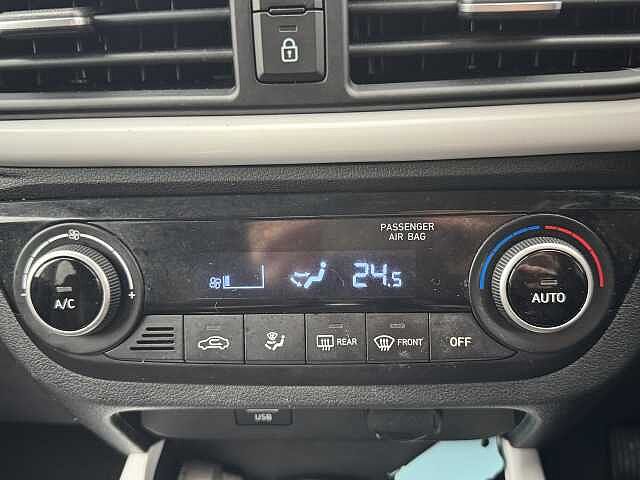 PASSENGER
AIR BAG
24.5
- +
A/C
AUTO
REAR
FRONT
OFF
USB